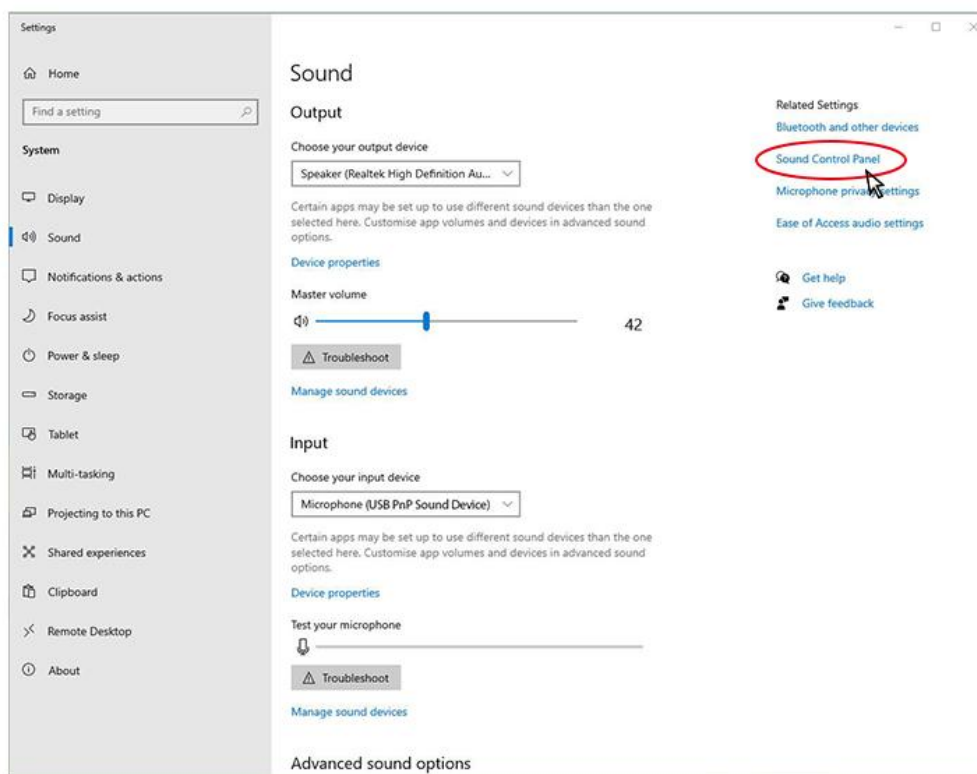 Settings
Home
Find a setting
System
Display
Sound
Notifications & actions
Focus assist
Power & sleep
Storage
Tablet
Multi-tasking
Projecting to this PC
Shared experiences
Clipboard
Remote Desktop
About
Sound
Output
Choose your output device
Speaker (Realtek High Definition Au...
Certain apps may be set up to use different sound devices than the one
selected here. Customise app volumes and devices in advanced sound
options.
Device properties
Master volume
42
Troubleshoot
Manage sound devices
Input
Choose your input device
Microphone (USB PnP Sound Device)
Certain apps may be set up to use different sound devices than the one
selected here. Customise app volumes and devices in advanced sound
options.
Device properties
Test your microphone
Troubleshoot
Manage sound devices
Advanced sound options
Related Settings
Bluetooth and other devices
Sound Control Panel
Microphone privacy settings
Ease of Access audio settings
Get help
Give feedback